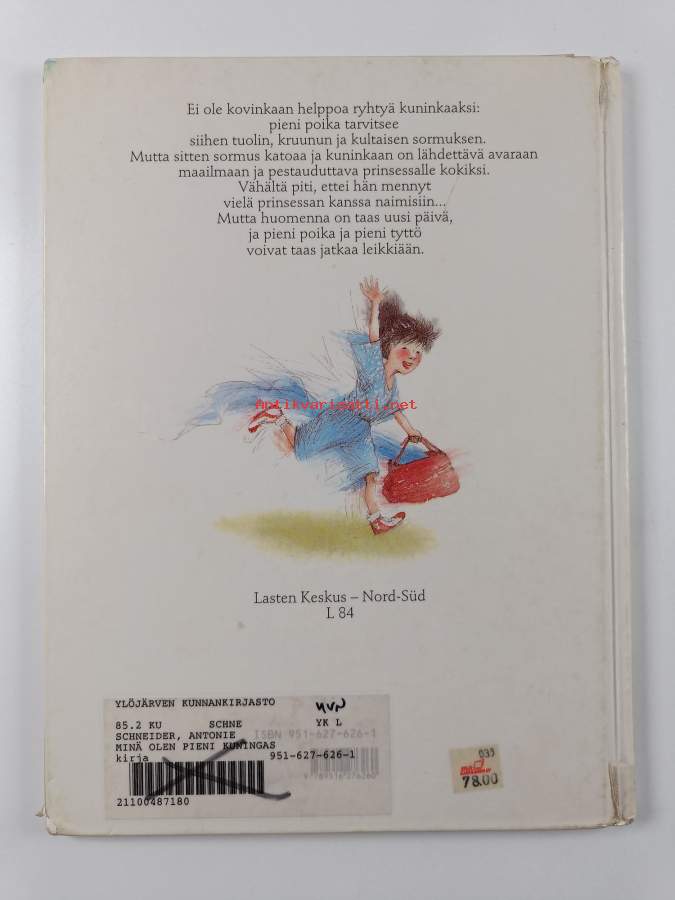 Ei ole kovinkaan helppoa ryhtyä kuninkaaksi:
pieni poika tarvitsee
siihen tuolin, kruunun ja kultaisen sormuksen.
Mutta sitten sormus katoaa ja kuninkaan on lähdettävä avaraan
maailmaan ja pestauduttava prinsessalle kokiksi.
Vähältä piti, ettei hän mennyt
vielä prinsessan kanssa naimisiin...
Mutta huomenna on taas uusi päivä,
ja pieni poika ja pieni tyttö
voivat taas jatkaa leikkiään.
Antikvariaatti.net
Lasten Keskus – Nord-Süd
L 84
YLÖJÄRVEN KUNNANKIRJASTO
85.2 KU SCHNE YK L
SCHNEIDER, ANTONIE ISBN 951-627-626-1
MINÄ OLEN PIENI KUNINGAS
kirja 951-627-626-1
21100487180
78.00